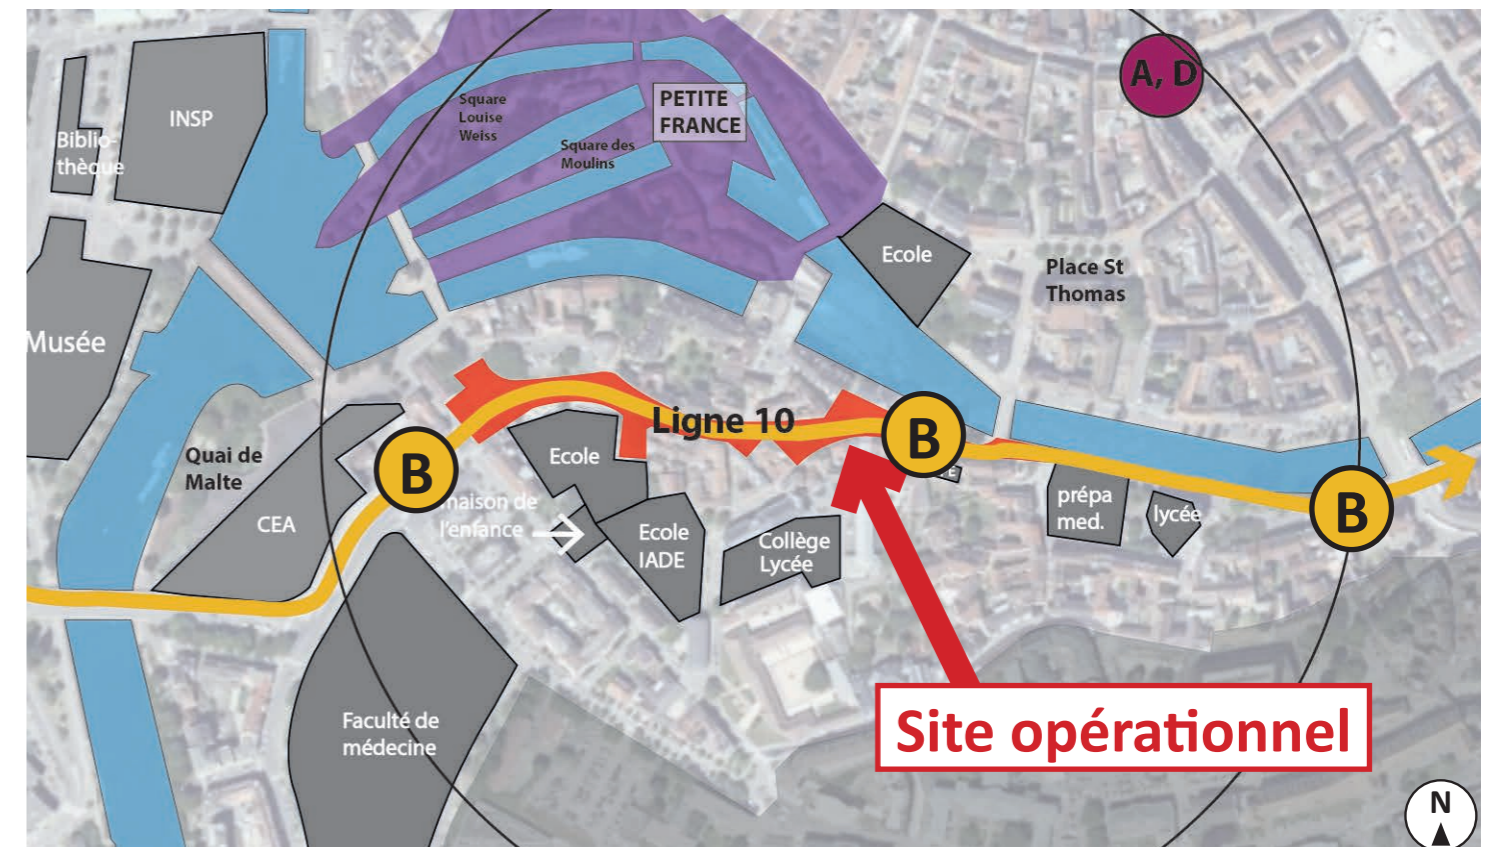 A, D
Square
Louise
Weiss
PETITE
FRANCE
INSP
Biblio-
thèque
Square des
Moulins
Ecole
Place St
Thomas
Musée
Ligne 10
B
B
Quai de
Malte
Ecole
maison de
l'enfance
CEA
Ecole
IADE
Collège
Lycée
prépa
med.
lycée
B
Faculté de
médecine
Site opérationnel
N